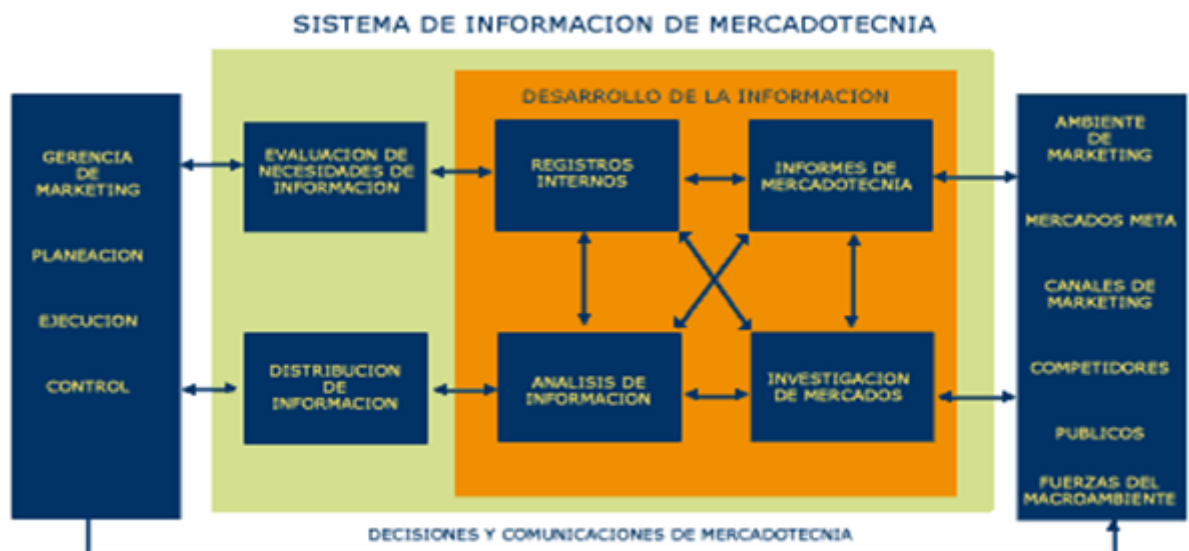 SISTEMA DE INFORMACION DE MERCADOTECNIA
GERENCIA
DE
MARKETING
PLANEACION
EJECUCION
CONTROL
EVALUACION DE
NECESIDADES DE
INFORMACION
DISTRIBUCION
DE
INFORMACION
DESARROLLO DE LA INFORMACION
REGISTROS
INTERNOS
INFORMES DE
MERCADOTECNIA
ANALISIS DE
INFORMACION
INVESTIGACION
DE MERCADOS
AMBIENTE
DE
MARKETING
MERCADOS META
CANALES DE
MARKETING
COMPETIDORES
PUBLICOS
FUERZAS DEL
MACROAMBIENTE
DECISIONES Y COMUNICACIONES DE MERCADOTECNIA